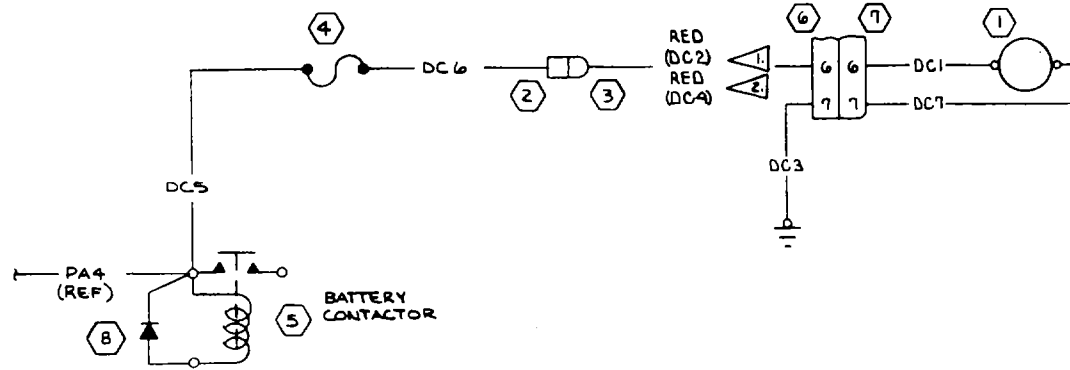 4
6
7
1
RED
(DC2)
1.
6 6
DC1
DC6
2
3
RED
(DC4)
2.
7 7
DC7
DC3
DC5
PA4
(REF)
5
BATTERY
CONTACTOR
8